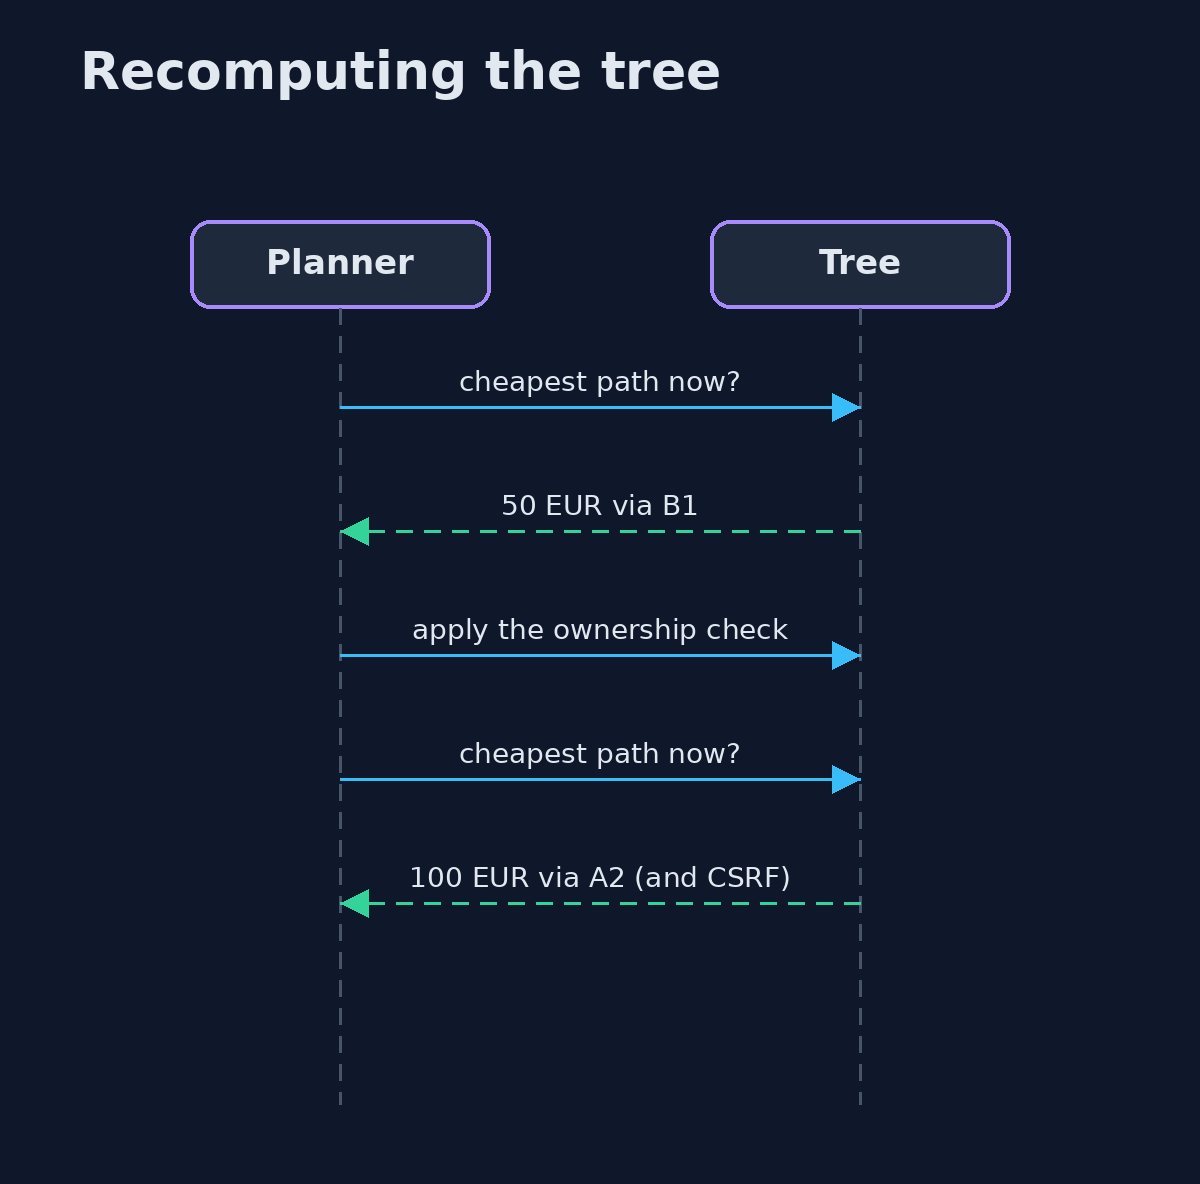 Recomputing the tree
Planner
Tree
cheapest path now?
50 EUR via B1
apply the ownership check
cheapest path now?
100 EUR via A2 (and CSRF)